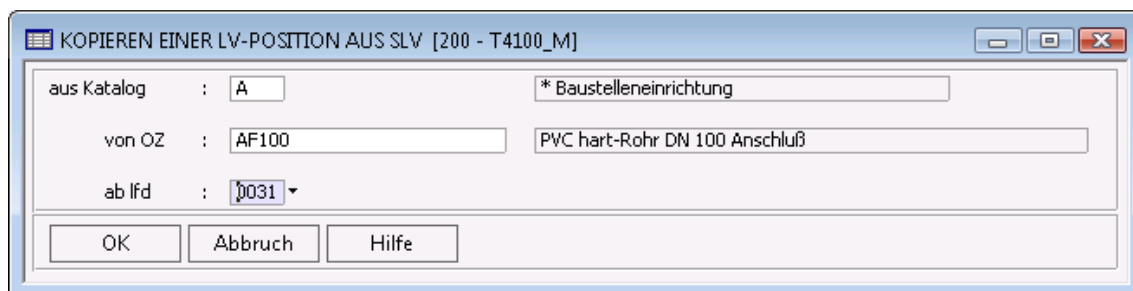 KOPIEREN EINER LV-POSITION AUS SLV [200 - T4100_M]
aus Katalog : A * Baustelleneinrichtung
von OZ : AF100 PVC hart-Rohr DN 100 Anschluß
ab lfd : 0031
OK Abbruch Hilfe